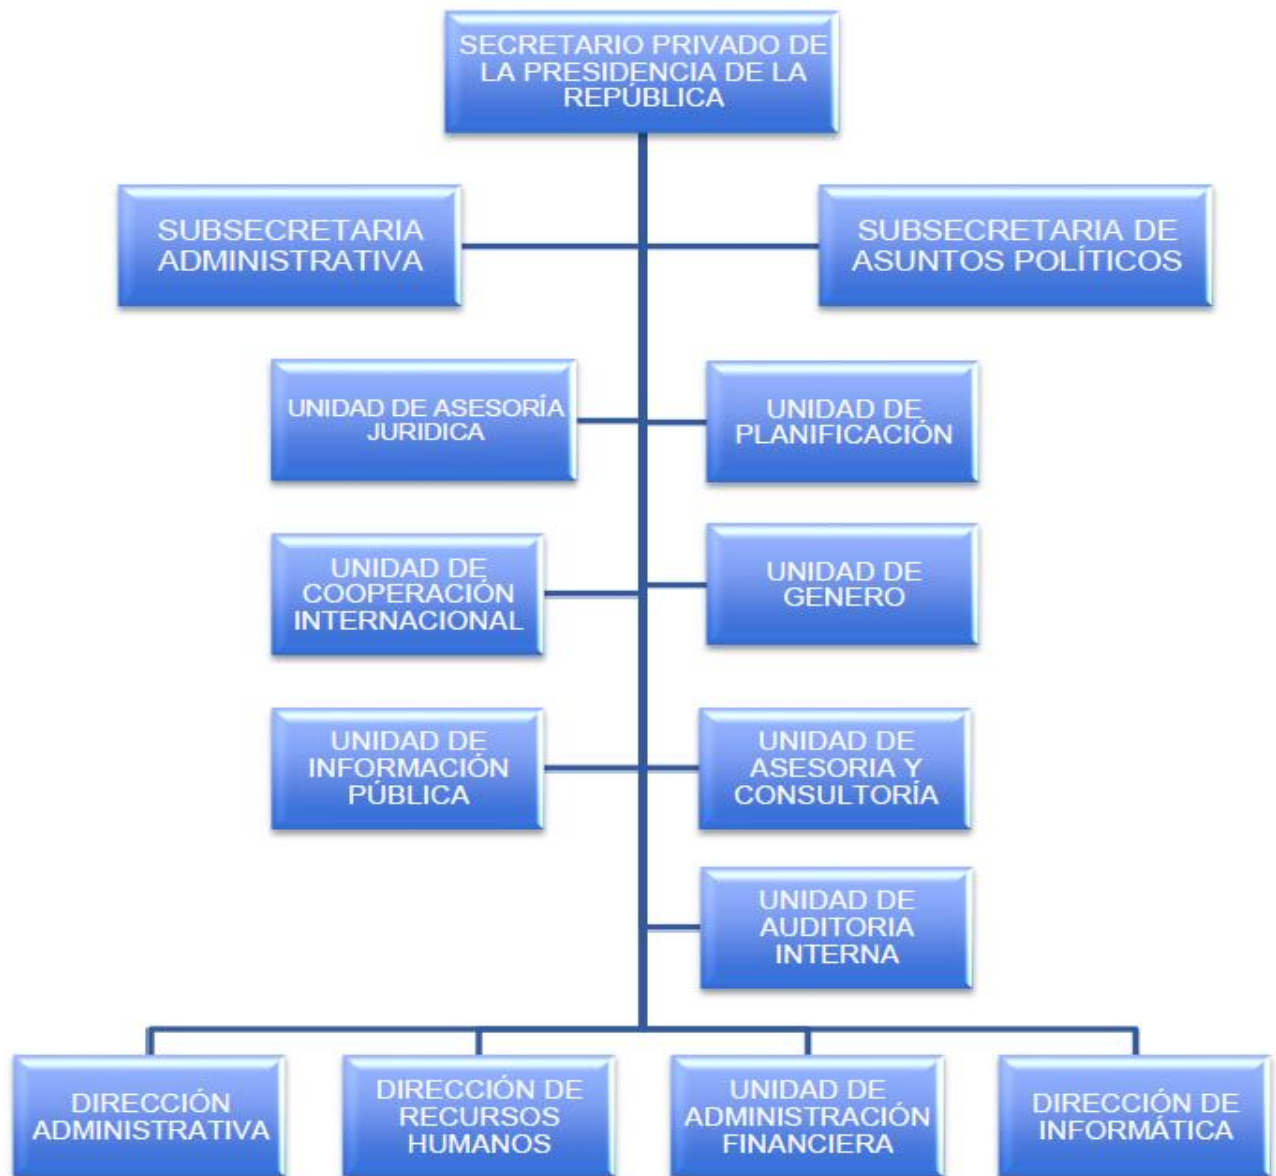 SECRETARIO PRIVADO DE
LA PRESIDENCIA DE LA
REPÚBLICA
SUBSECRETARIA
ADMINISTRATIVA
SUBSECRETARIA DE
ASUNTOS POLÍTICOS
UNIDAD DE ASESORÍA
JURIDICA
UNIDAD DE
PLANIFICACIÓN
UNIDAD DE
COOPERACIÓN
INTERNACIONAL
UNIDAD DE
GENERO
UNIDAD DE
INFORMACIÓN
PÚBLICA
UNIDAD DE
ASESORIA Y
CONSULTORÍA
UNIDAD DE
AUDITORIA
INTERNA
DIRECCIÓN
ADMINISTRATIVA
DIRECCIÓN DE
RECURSOS
HUMANOS
UNIDAD DE
ADMINISTRACIÓN
FINANCIERA
DIRECCIÓN DE
INFORMÁTICA